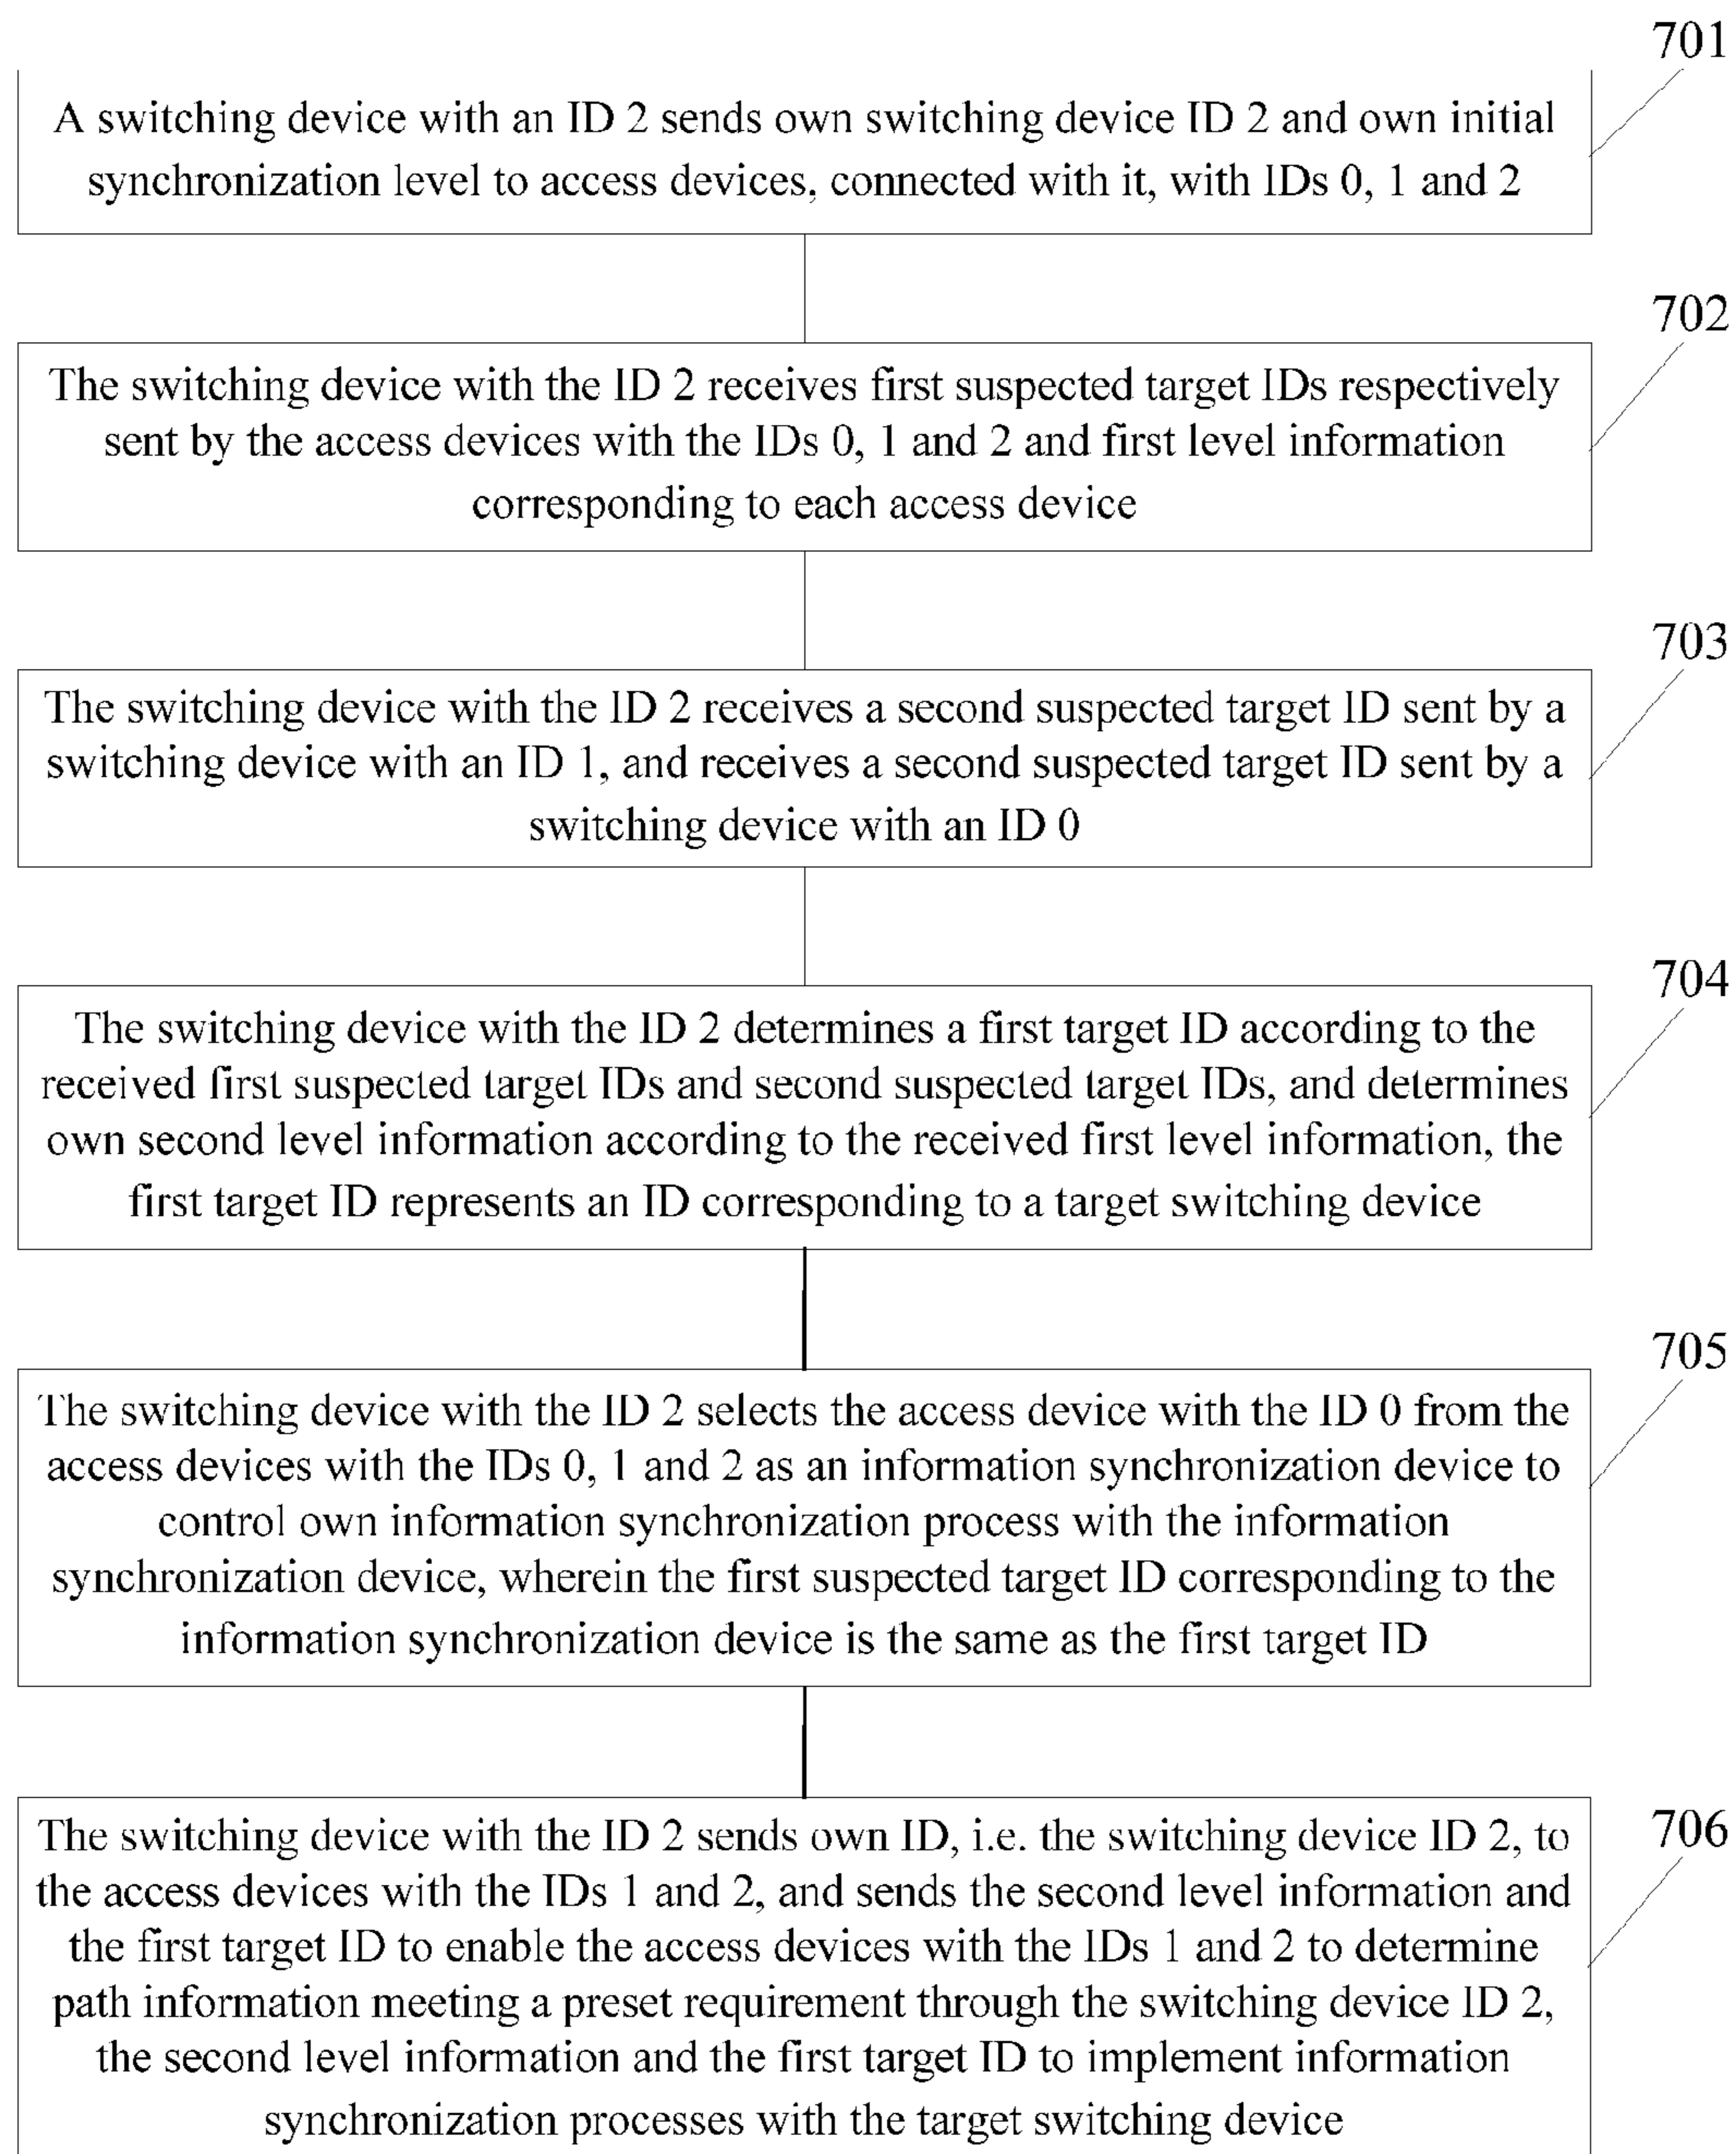 701
A switching device with an ID 2 sends own switching device ID 2 and own initial
synchronization level to access devices, connected with it, with IDs 0, 1 and 2
702
The switching device with the ID 2 receives first suspected target IDs respectively
sent by the access devices with the IDs 0, 1 and 2 and first level information
corresponding to each access device
703
The switching device with the ID 2 receives a second suspected target ID sent by a
switching device with an ID 1, and receives a second suspected target ID sent by a
switching device with an ID 0
704
The switching device with the ID 2 determines a first target ID according to the
received first suspected target IDs and second suspected target IDs, and determines
own second level information according to the received first level information, the
first target ID represents an ID corresponding to a target switching device
705
The switching device with the ID 2 selects the access device with the ID 0 from the
access devices with the IDs 0, 1 and 2 as an information synchronization device to
control own information synchronization process with the information
synchronization device, wherein the first suspected target ID corresponding to the
information synchronization device is the same as the first target ID
706
The switching device with the ID 2 sends own ID, i.e. the switching device ID 2, to
the access devices with the IDs 1 and 2, and sends the second level information and
the first target ID to enable the access devices with the IDs 1 and 2 to determine
path information meeting a preset requirement through the switching device ID 2,
the second level information and the first target ID to implement information
synchronization processes with the target switching device